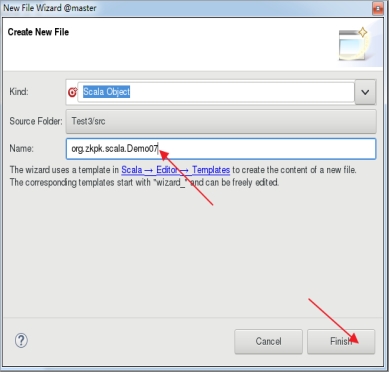 New File Wizard @master
Create New File
Kind: Scala Object
Source Folder: Test3/src
Name: org.zkpk.scala.Demo07
The wizard uses a template in Scala → Editor → Templates to create the content of a new file.
The corresponding templates start with "wizard_" and can be freely edited.
Cancel Finish